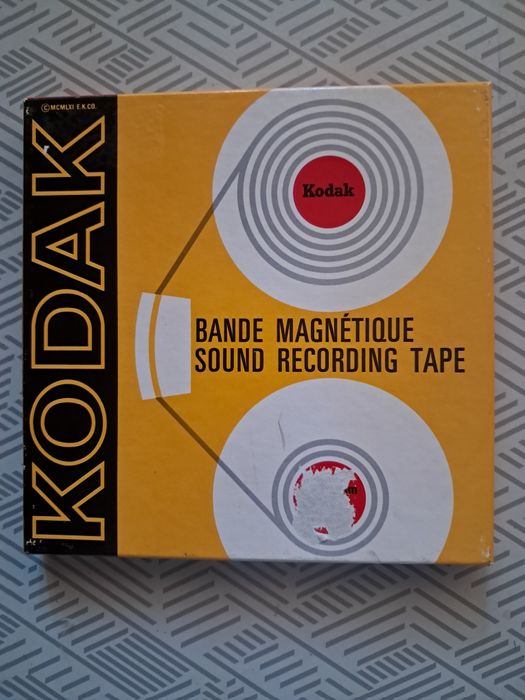 ©MCMLXI E.K.CO.
KODAK
Kodak
BANDE MAGNÉTIQUE
SOUND RECORDING TAPE